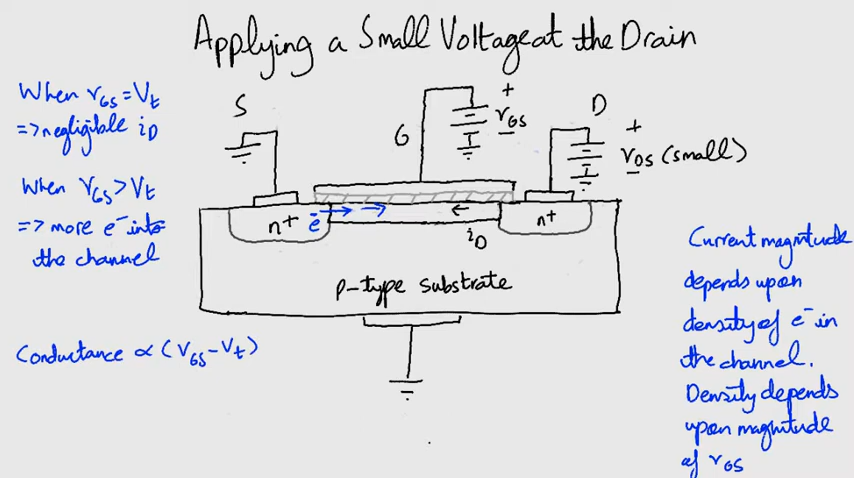 Applying a Small Voltage at the Drain
When vGS = Vt
=> negligible iD
When vGS > Vt
=> more e- into
the channel
Conductance ∝ (VGS - Vt)
S
G
+
vGS
-
D
+
vDS (small)
-
n+
e-
iD
n+
p-type substrate
Current magnitude
depends upon
density of e- in
the channel.
Density depends
upon magnitude
of vGS